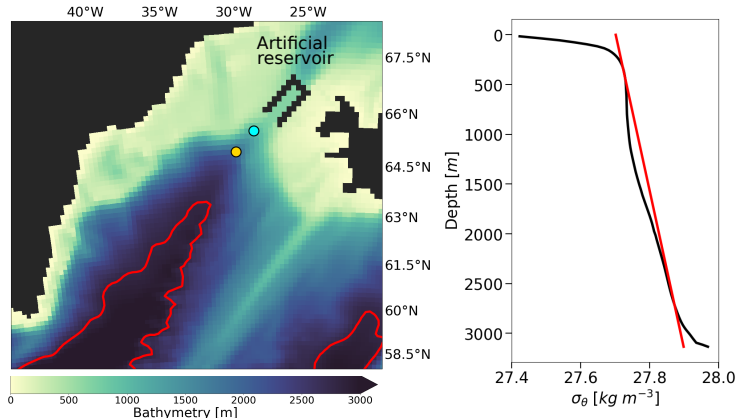 40°W 35°W 30°W 25°W
Artificial
reservoir
67.5°N
66°N
64.5°N
63°N
61.5°N
60°N
58.5°N
0 500 1000 1500 2000 2500 3000
Bathymetry [m]
0
500
1000
1500
2000
2500
3000
Depth [m]
27.4 27.6 27.8 28.0
σθ [kg m⁻³]